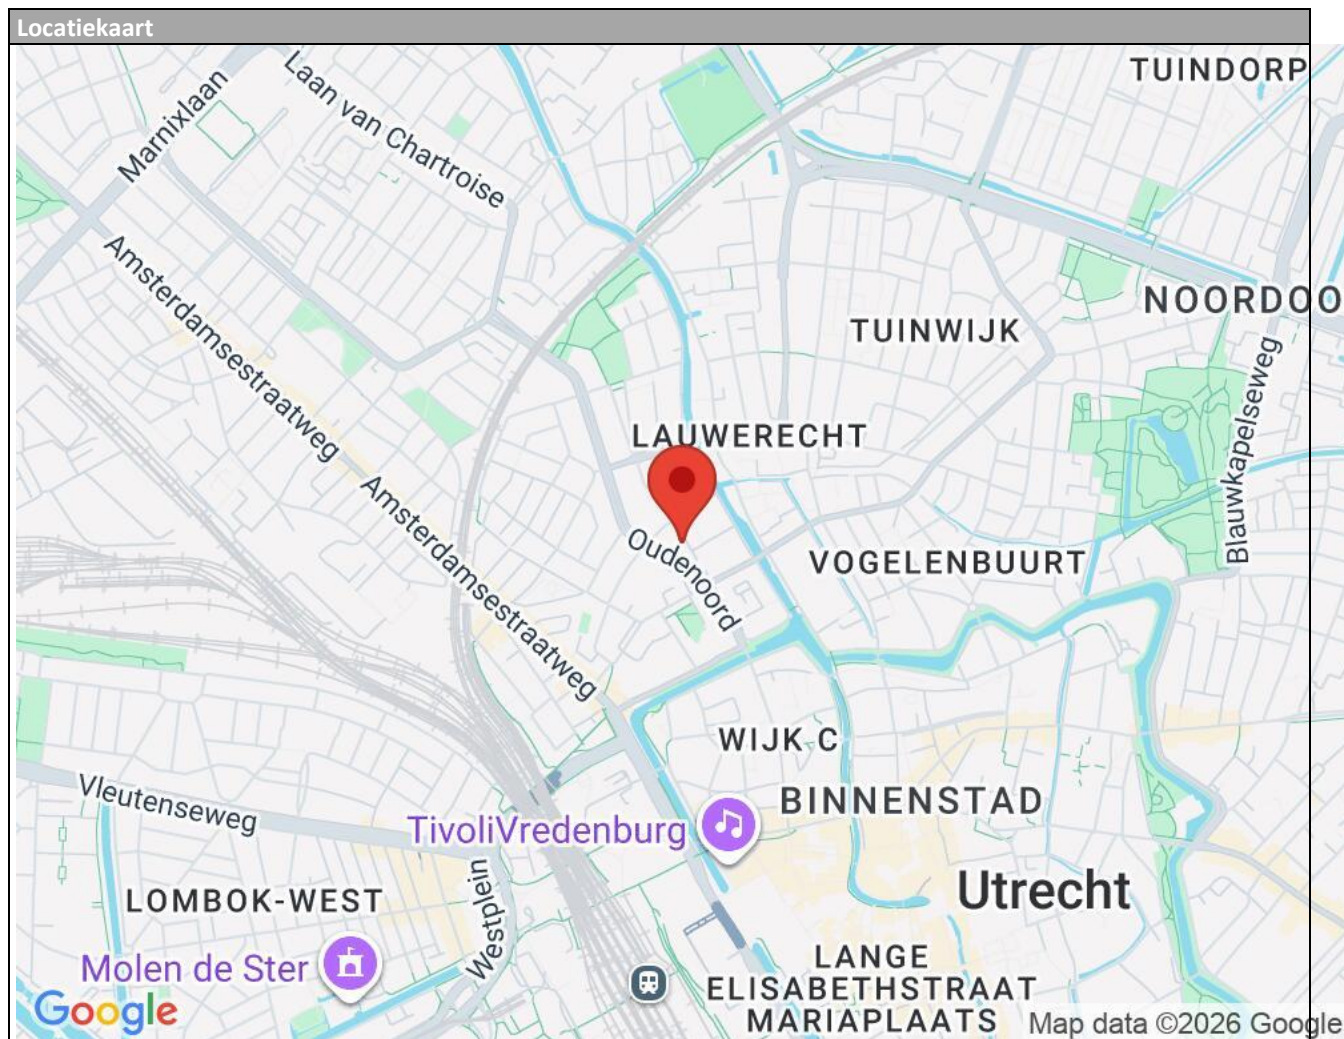 Locatiekaart
TUINDORP
Laan van Chartroise
Marnixlaan
Amsterdamsestraatweg
NOORDOO
TUINWIJK
Blauwkapelseweg
LAUWERECHT
Amsterdamsestraatweg
Oudenoord
VOGELENBUURT
WIJK C
Vleutenseweg
BINNENSTAD
TivoliVredenburg
Utrecht
LOMBOK-WEST
Westplein
LANGE
ELISABETHSTRAAT
MARIAPLAATS
Molen de Ster
Google
Map data ©2026 Google